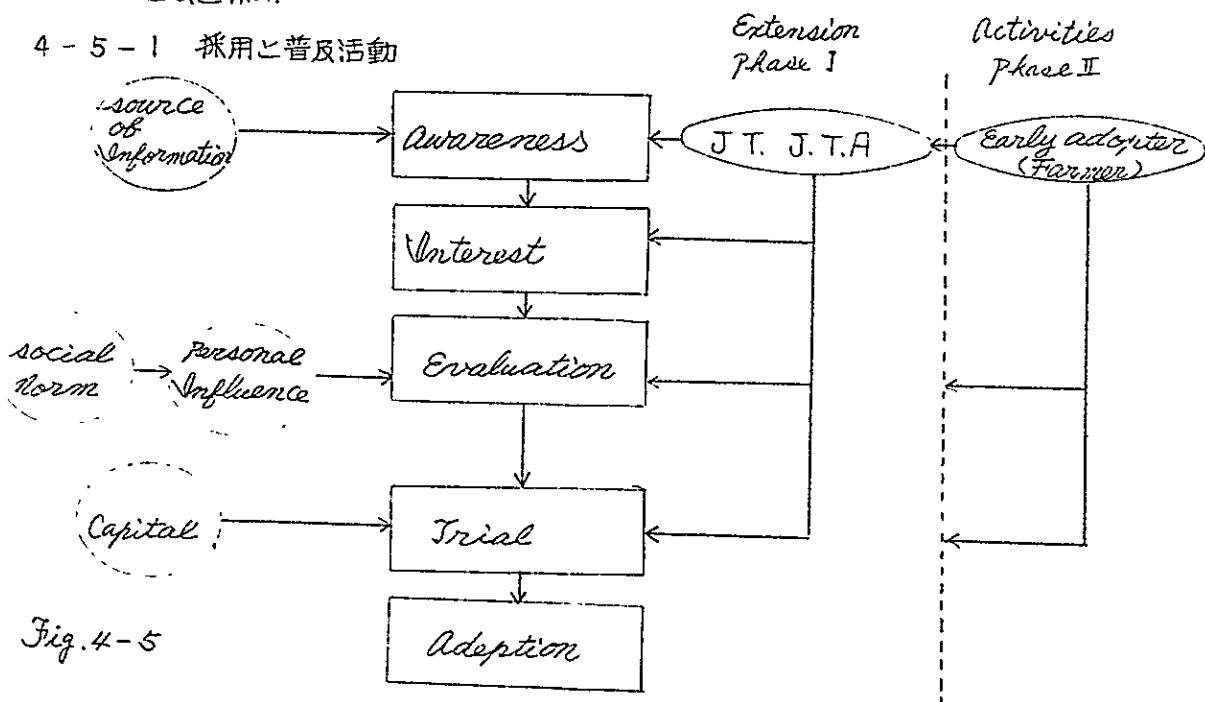 4-5-1 採用と普及活動
Extension
Phase I
Activities
Phase II
source
of
Information
Awareness
J T. J.T.A
Early adopter
(Farmer)
Interest
Social
Norm
Personal
Influence
Evaluation
Capital
Trial
Fig. 4-5
Adeption